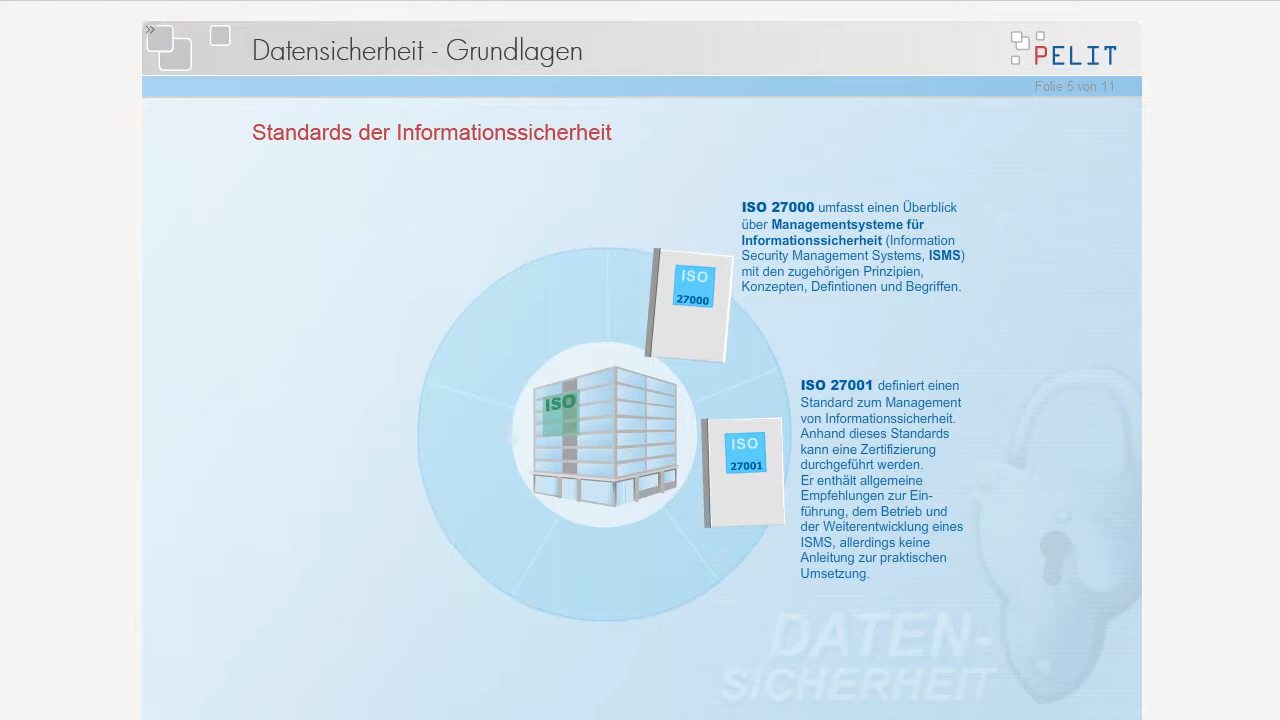 Datensicherheit - Grundlagen
PELIT
Folie 5 von 11
Standards der Informationssicherheit
ISO 27000 umfasst einen Überblick
über Managementsysteme für
Informationssicherheit (Information
Security Management Systems, ISMS)
mit den zugehörigen Prinzipien,
Konzepten, Defintionen und Begriffen.
ISO
27000
ISO 27001 definiert einen
Standard zum Management
von Informationssicherheit.
Anhand dieses Standards
kann eine Zertifizierung
durchgeführt werden.
Er enthält allgemeine
Empfehlungen zur Ein-
führung, dem Betrieb und
der Weiterentwicklung eines
ISMS, allerdings keine
Anleitung zur praktischen
Umsetzung.
ISO
ISO
27001
DATEN-
SICHERHEIT